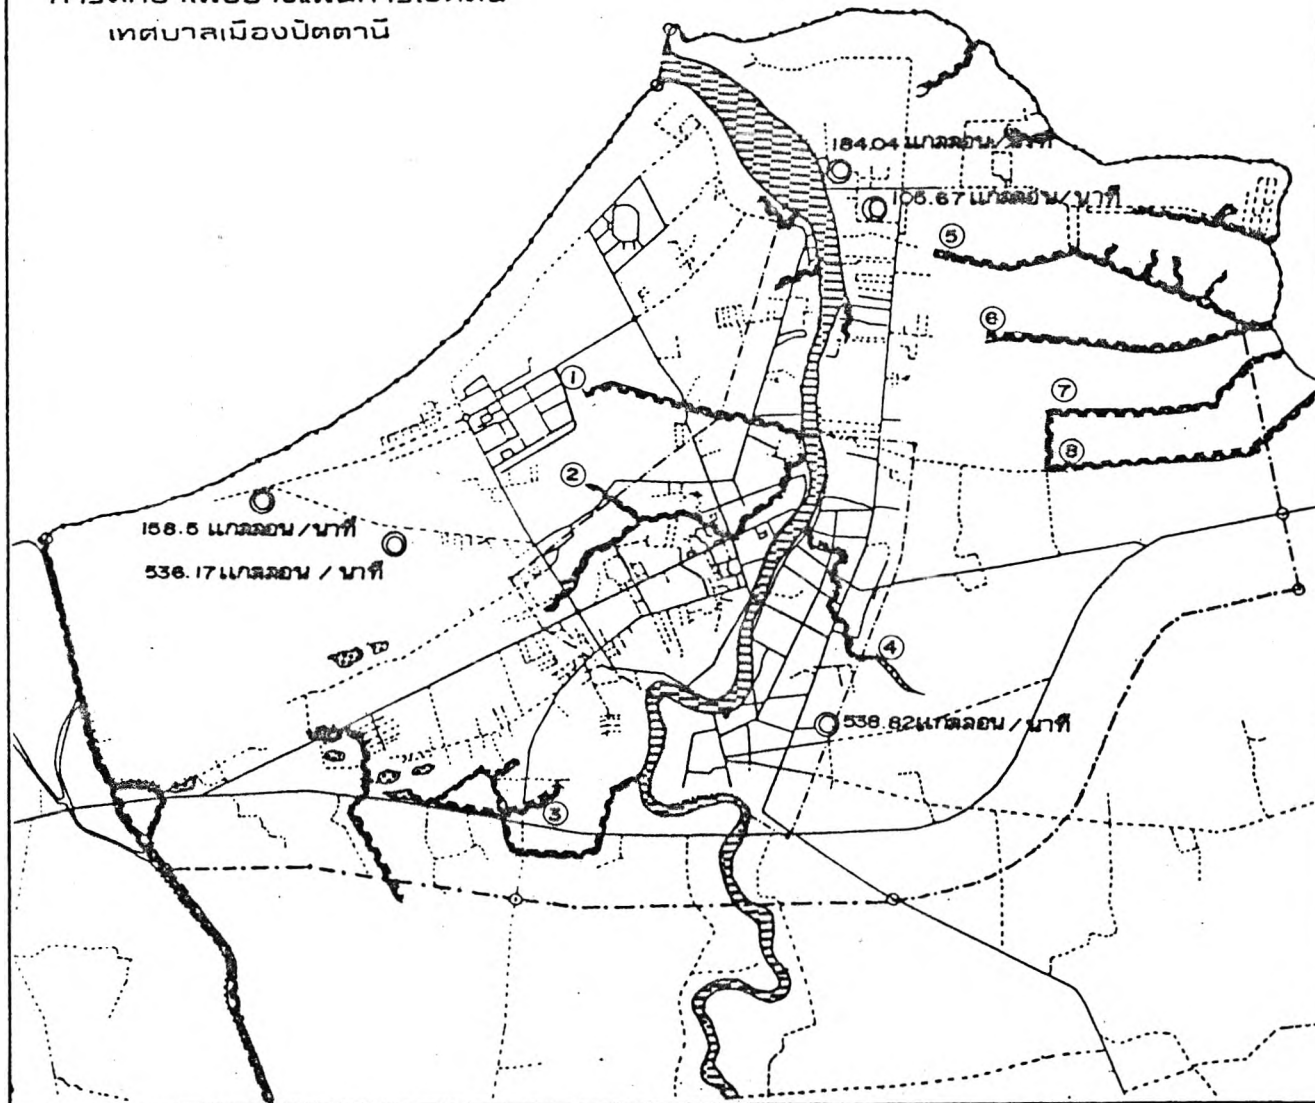 เทศบาลเมืองปัตตานี
184.04 แกลลอน/นาที
105.67 แกลลอน/นาที
5
6
1
7
8
2
158.5 แกลลอน/นาที
536.17 แกลลอน / นาที
4
538.82 แกลลอน / นาที
3